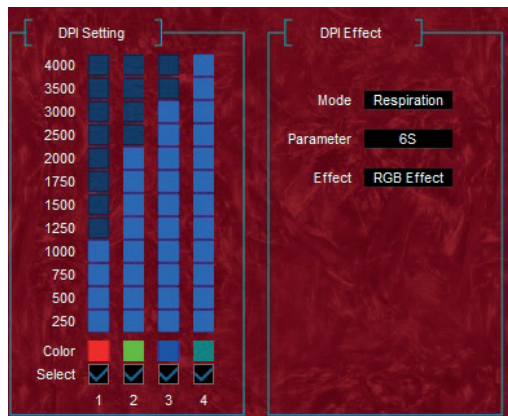 DPI Setting
4000
3500
3000
2500
2000
1750
1500
1250
1000
750
500
250
Color
Select
1 2 3 4
DPI Effect
Mode Respiration
Parameter 6S
Effect RGB Effect